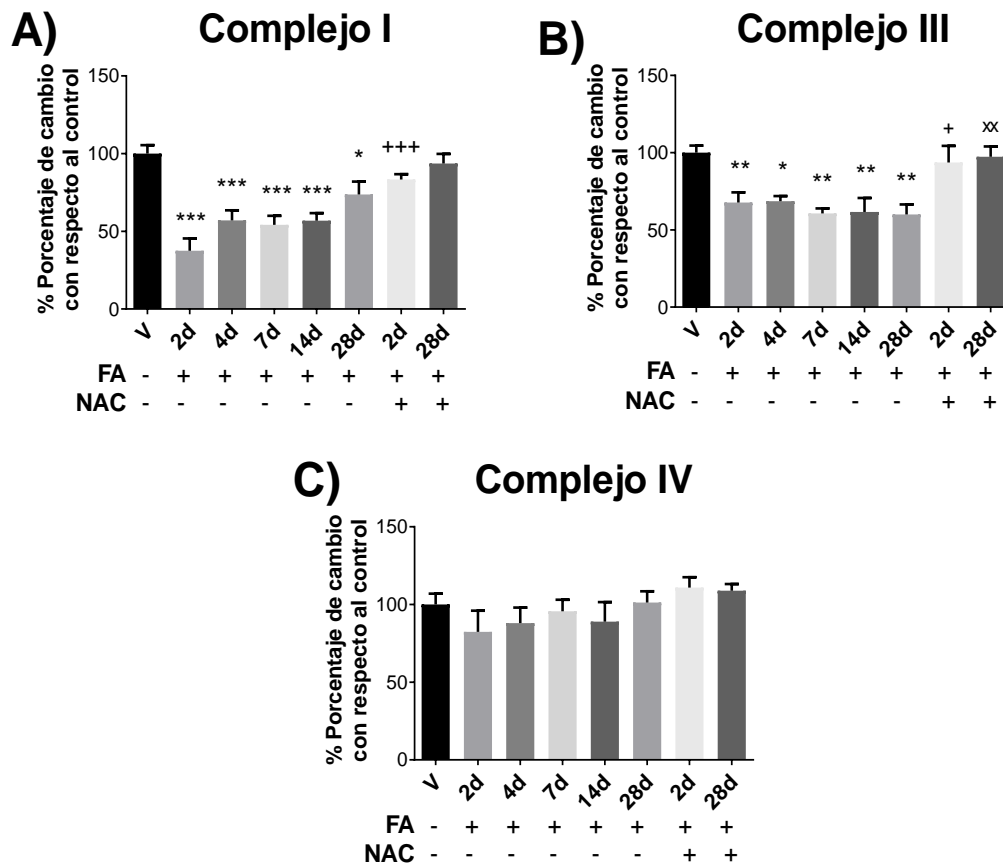 A) Complejo I
% Porcentaje de cambio
con respecto al control
150
100
50
0
*** *** *** *** * +++
V 2d 4d 7d 14d 28d 2d 28d
FA - + + + + + + +
NAC - - - - - - + +
B) Complejo III
% Porcentaje de cambio
con respecto al control
150
100
50
0
** * ** ** ** + xx
V 2d 4d 7d 14d 28d 2d 28d
FA - + + + + + + +
NAC - - - - - - + +
C) Complejo IV
% Porcentaje de cambio
con respecto al control
150
100
50
0
V 2d 4d 7d 14d 28d 2d 28d
FA - + + + + + + +
NAC - - - - - - + +